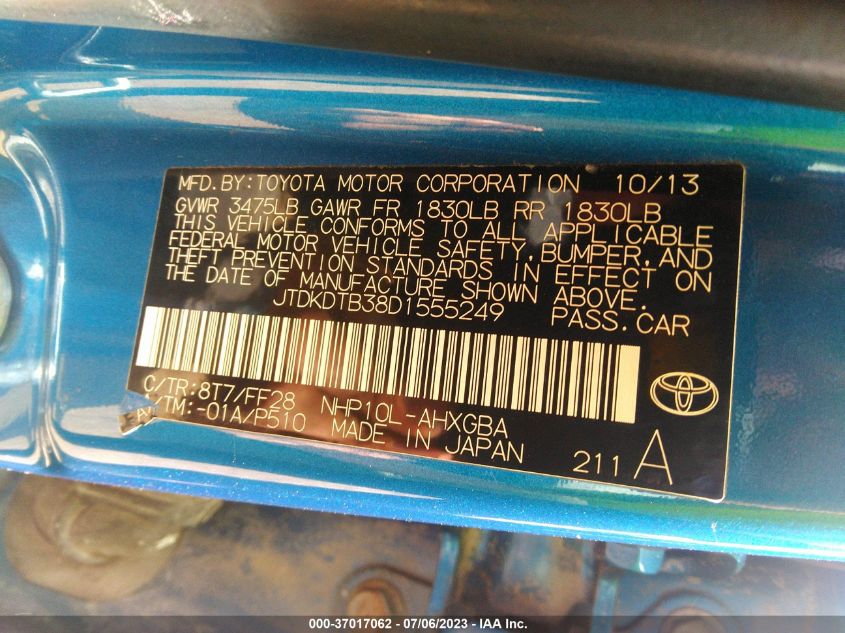 MFD. BY: TOYOTA MOTOR CORPORATION 10/13
GVWR 3475LB GAWR FR 1830LB RR 1830LB
THIS VEHICLE CONFORMS TO ALL APPLICABLE
FEDERAL MOTOR VEHICLE SAFETY, BUMPER, AND
THEFT PREVENTION STANDARDS IN EFFECT ON
THE DATE OF MANUFACTURE SHOWN ABOVE.
JTDKDTB38D1555249 PASS. CAR
C/TR: 8T7/FF28 NHP10L-AHXGBA
A/TM: -01A/P510 MADE IN JAPAN
211 A
000-37017062 - 07/06/2023 - © IAA Inc.